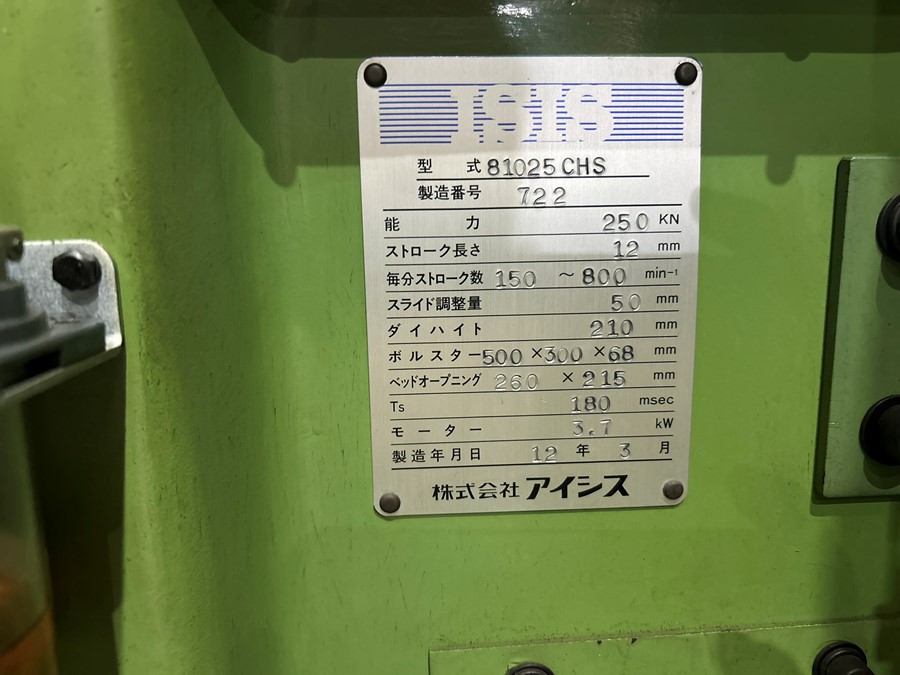 ISIS
型式 81025CHS
製造番号 722
能力 250 KN
ストローク長さ 12 mm
毎分ストローク数 150 ～ 800 min-1
スライド調整量 50 mm
ダイハイト 210 mm
ボルスター 500 ×300 ×68 mm
ベッドオープニング 260 × 215 mm
Ts 180 msec
モーター 3.7 kW
製造年月日 12 年 3 月
株式会社 アイシス